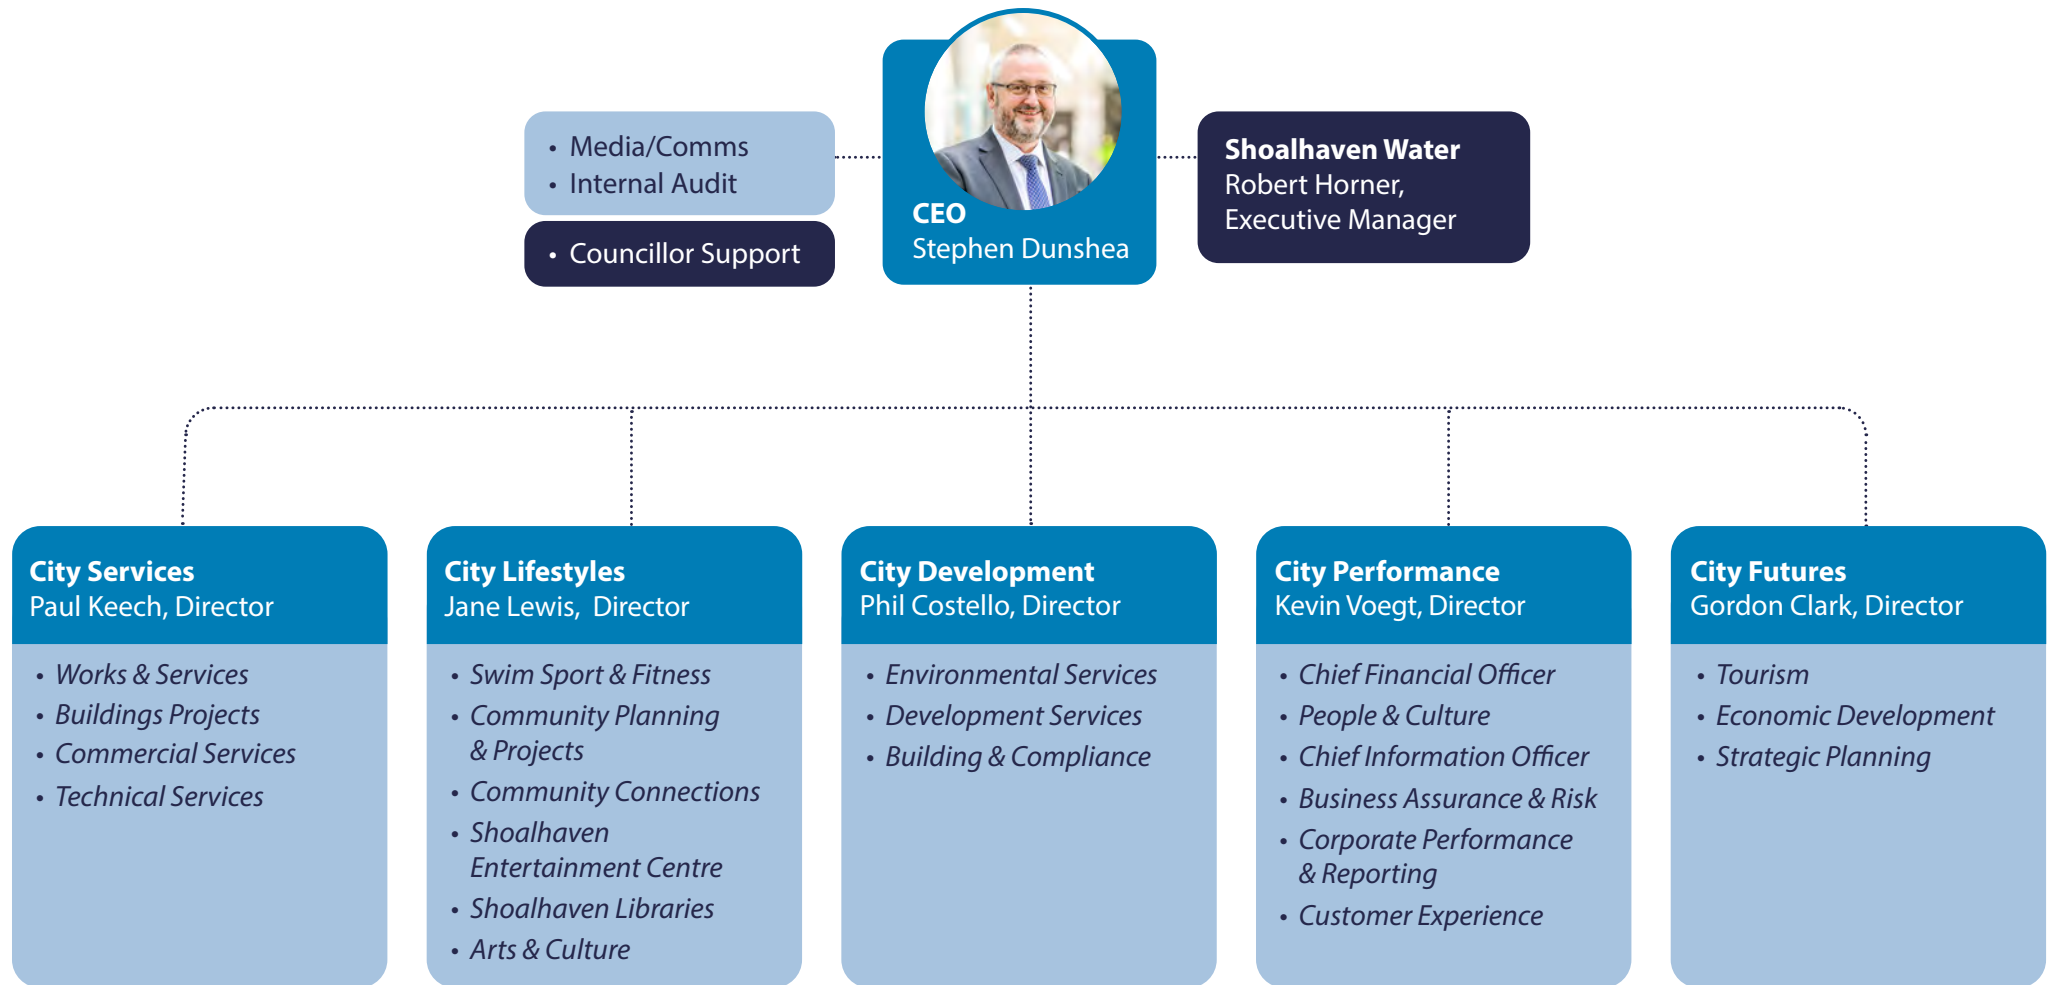 • Media/Comms
• Internal Audit
• Councillor Support
CEO
Stephen Dunshea
Shoalhaven Water
Robert Horner,
Executive Manager
City Services
Paul Keech, Director
• Works & Services
• Buildings Projects
• Commercial Services
• Technical Services
City Lifestyles
Jane Lewis,  Director
• Swim Sport & Fitness
• Community Planning
& Projects
• Community Connections
• Shoalhaven
Entertainment Centre
• Shoalhaven Libraries
• Arts & Culture
City Development
Phil Costello, Director
• Environmental Services
• Development Services
• Building & Compliance
City Performance
Kevin Voegt, Director
• Chief Financial Officer
• People & Culture
• Chief Information Officer
• Business Assurance & Risk
• Corporate Performance
& Reporting
• Customer Experience
City Futures
Gordon Clark, Director
• Tourism
• Economic Development
• Strategic Planning